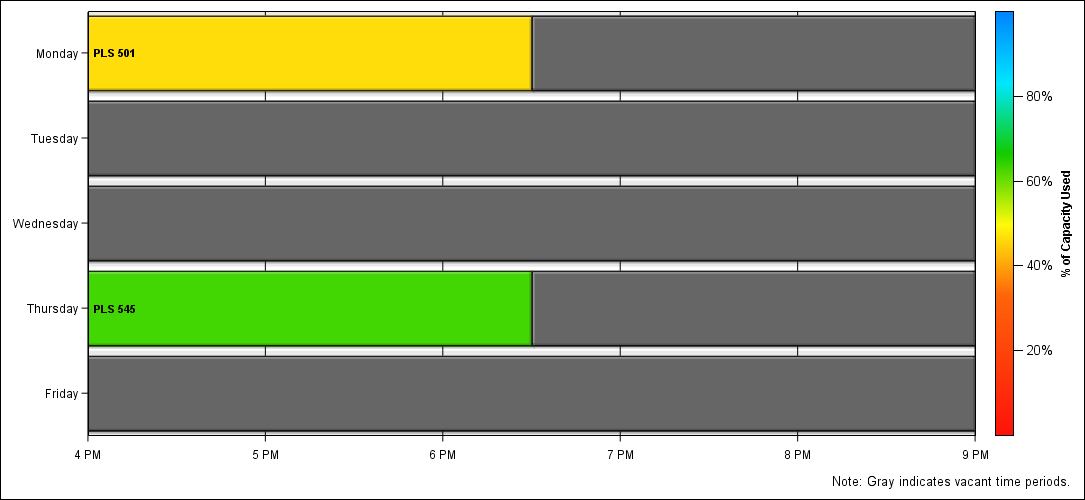 Monday
PLS 501
Tuesday
Wednesday
Thursday
PLS 545
Friday
4 PM
5 PM
6 PM
7 PM
8 PM
9 PM
80%
60%
40%
20%
% of Capacity Used
Note: Gray indicates vacant time periods.